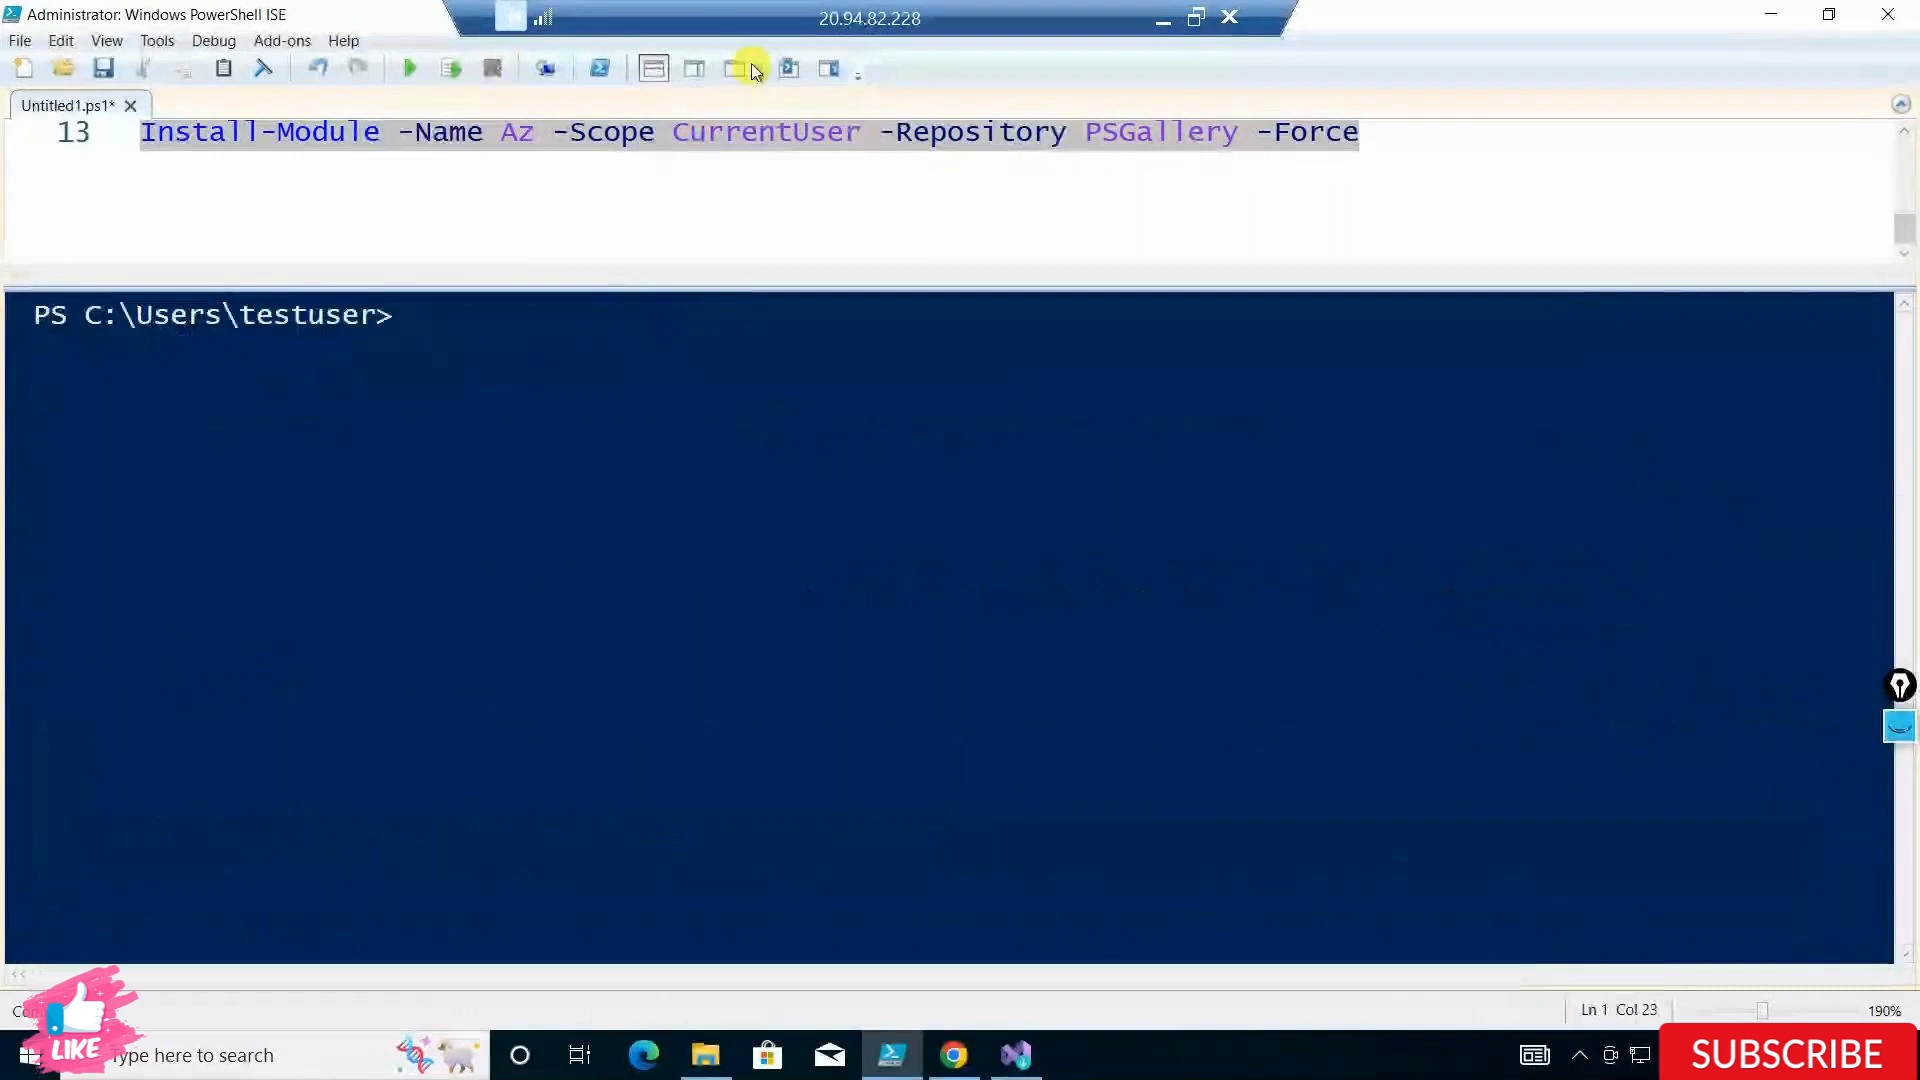 Administrator: Windows PowerShell ISE
20.94.82.228
File Edit View Tools Debug Add-ons Help
Untitled1.ps1*
13 Install-Module -Name Az -Scope CurrentUser -Repository PSGallery -Force
PS C:\Users\testuser>
Ln 1 Col 23
190%
LIKE
Type here to search
SUBSCRIBE